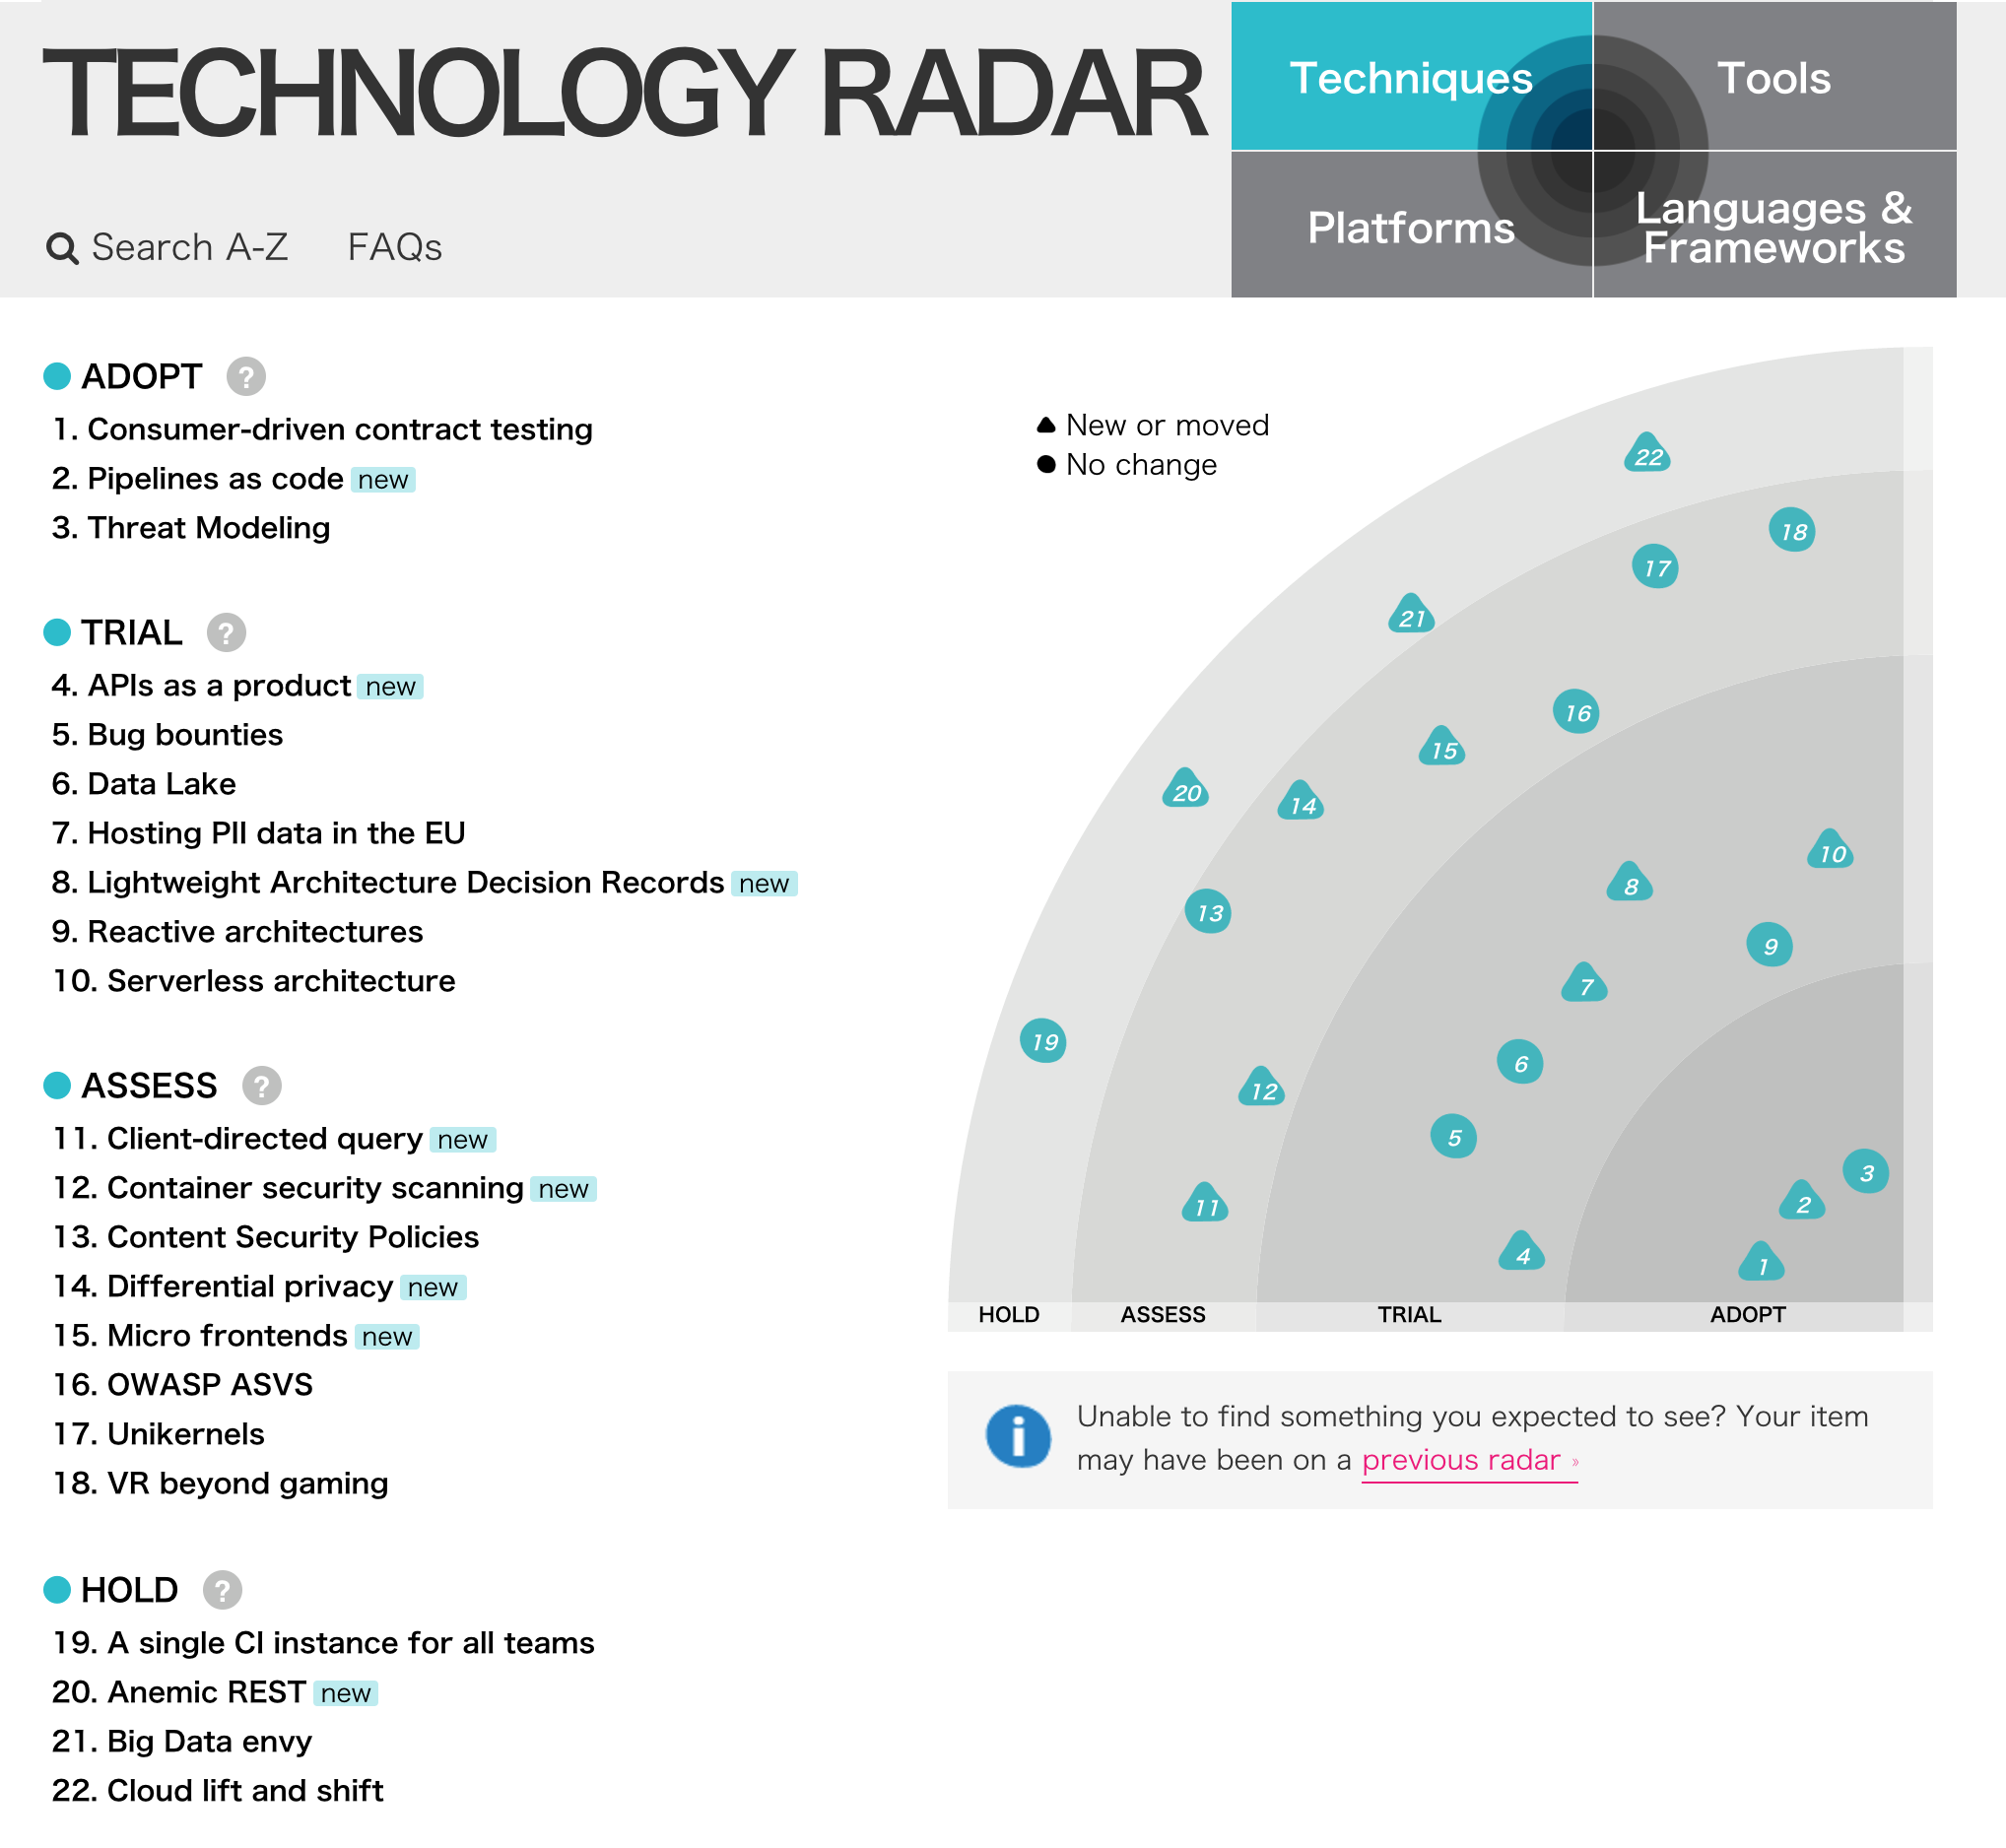 TECHNOLOGY RADAR
Techniques
Tools
Platforms
Languages &
Frameworks
Search A-Z
FAQs
ADOPT ?
1. Consumer-driven contract testing
2. Pipelines as code new
3. Threat Modeling
TRIAL ?
4. APIs as a product new
5. Bug bounties
6. Data Lake
7. Hosting PII data in the EU
8. Lightweight Architecture Decision Records new
9. Reactive architectures
10. Serverless architecture
ASSESS ?
11. Client-directed query new
12. Container security scanning new
13. Content Security Policies
14. Differential privacy new
15. Micro frontends new
16. OWASP ASVS
17. Unikernels
18. VR beyond gaming
HOLD ?
19. A single CI instance for all teams
20. Anemic REST new
21. Big Data envy
22. Cloud lift and shift
New or moved
No change
22
18
17
21
16
15
20
14
10
8
13
9
7
19
6
12
5
3
11
2
4
1
HOLD
ASSESS
TRIAL
ADOPT
i
Unable to find something you expected to see? Your item
may have been on a previous radar »